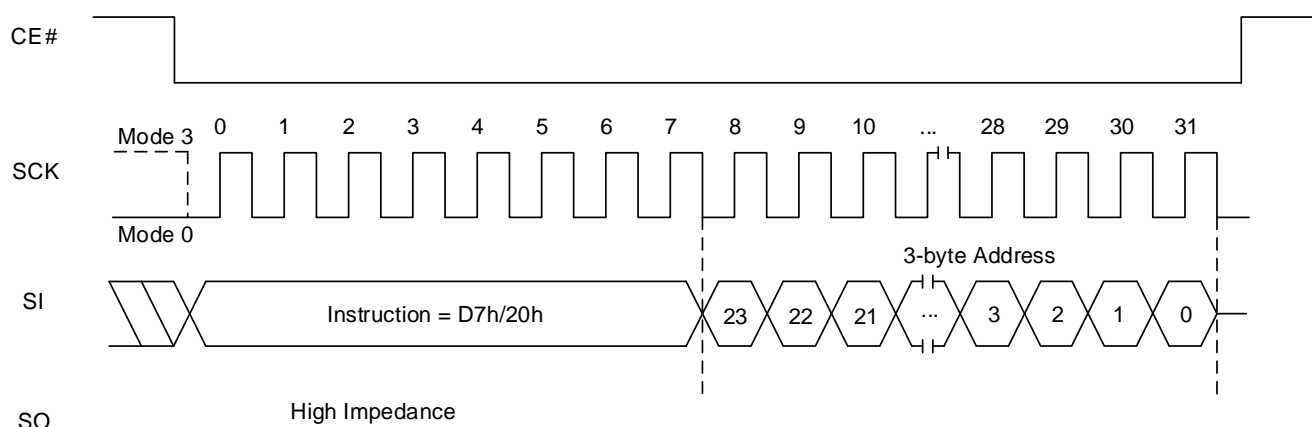 CE#
Mode 3 0 1 2 3 4 5 6 7 8 9 10 ... 28 29 30 31
SCK
Mode 0
3-byte Address
SI Instruction = D7h/20h 23 22 21 ... 3 2 1 0
High Impedance
SO